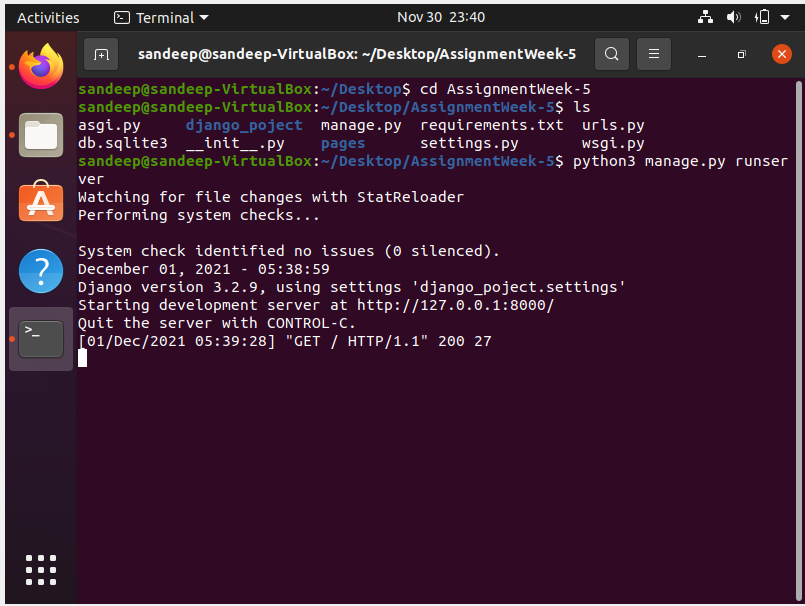 Activities Terminal Nov 30 23:40
sandeep@sandeep-VirtualBox: ~/Desktop/AssignmentWeek-5
sandeep@sandeep-VirtualBox:~/Desktop$ cd AssignmentWeek-5
sandeep@sandeep-VirtualBox:~/Desktop/AssignmentWeek-5$ ls
asgi.py django_poject manage.py requirements.txt urls.py
db.sqlite3 __init__.py pages settings.py wsgi.py
sandeep@sandeep-VirtualBox:~/Desktop/AssignmentWeek-5$ python3 manage.py runser
ver
Watching for file changes with StatReloader
Performing system checks...
System check identified no issues (0 silenced).
December 01, 2021 - 05:38:59
Django version 3.2.9, using settings 'django_poject.settings'
Starting development server at http://127.0.0.1:8000/
Quit the server with CONTROL-C.
[01/Dec/2021 05:39:28] "GET / HTTP/1.1" 200 27